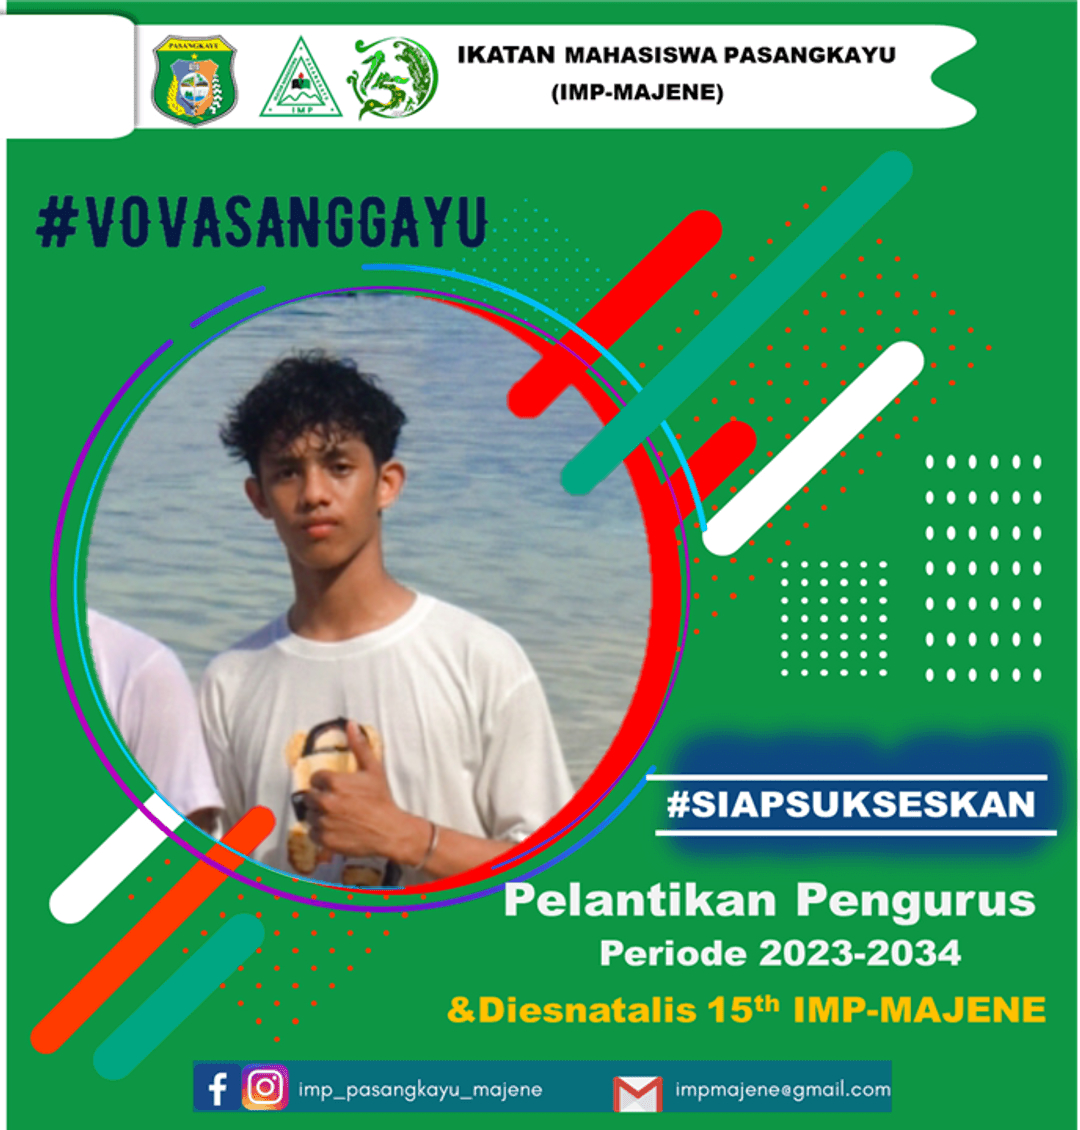 PASANGKAYU
IMP
IKATAN MAHASISWA PASANGKAYU
(IMP-MAJENE)
#VOVASANGGAYU
#SIAPSUKSESKAN
Pelantikan Pengurus
Periode 2023-2034
&Diesnatalis 15th IMP-MAJENE
imp_pasangkayu_majene
impmajene@gmail.com